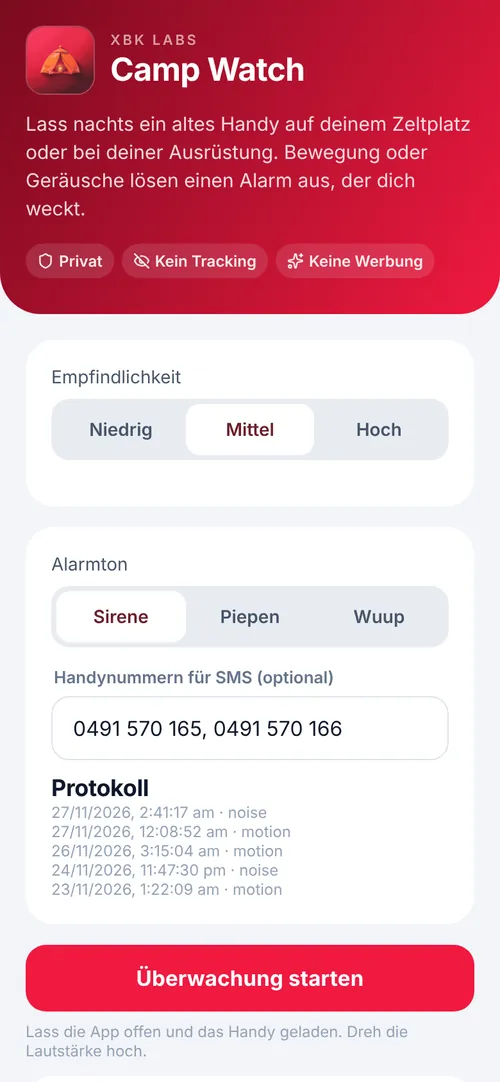 XBK LABS
Camp Watch
Lass nachts ein altes Handy auf deinem Zeltplatz
oder bei deiner Ausrüstung. Bewegung oder
Geräusche lösen einen Alarm aus, der dich
weckt.
Privat
Kein Tracking
Keine Werbung
Empfindlichkeit
Niedrig
Mittel
Hoch
Alarmton
Sirene
Piepen
Wuup
Handynummern für SMS (optional)
0491 570 165, 0491 570 166
Protokoll
27/11/2026, 2:41:17 am · noise
27/11/2026, 12:08:52 am · motion
26/11/2026, 3:15:04 am · motion
24/11/2026, 11:47:30 pm · noise
23/11/2026, 1:22:09 am · motion
Überwachung starten
Lass die App offen und das Handy geladen. Dreh die
Lautstärke hoch.